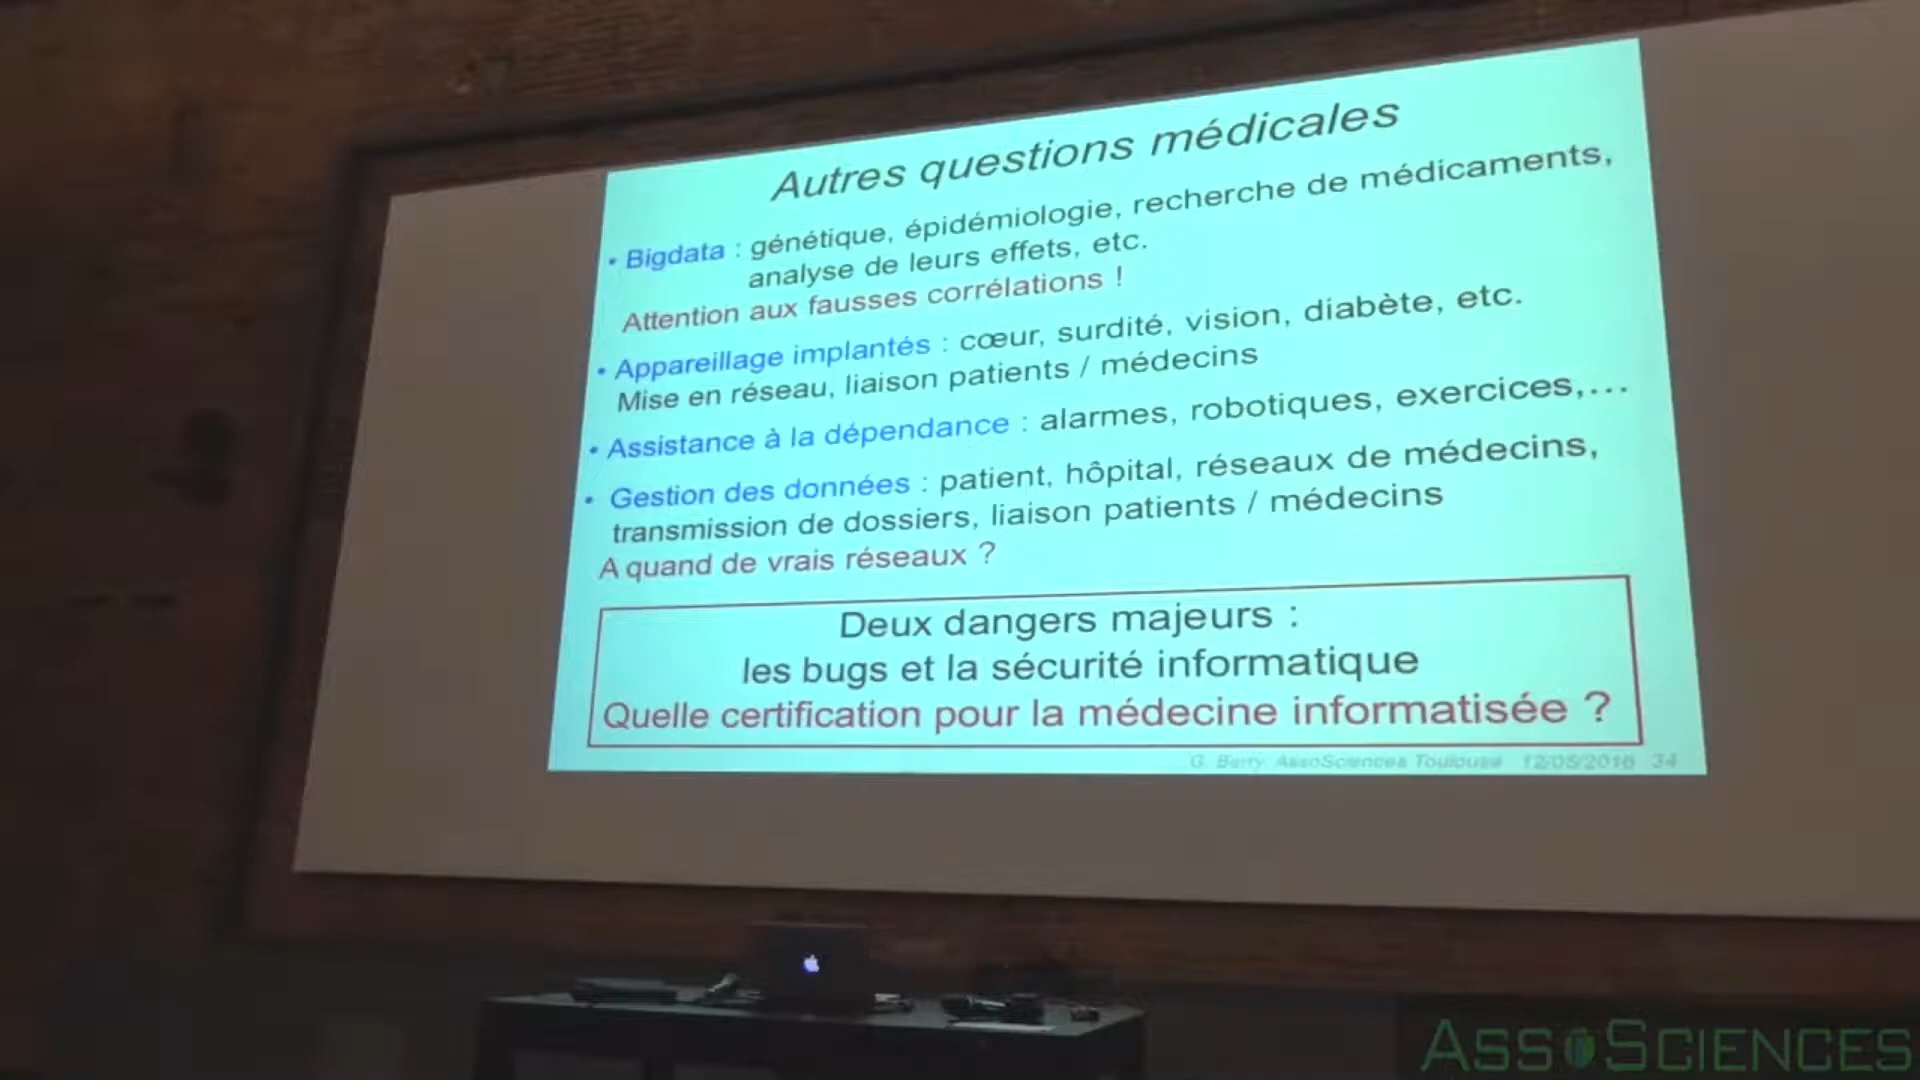 Autres questions médicales
• Bigdata : génétique, épidémiologie, recherche de médicaments,
analyse de leurs effets, etc.
Attention aux fausses corrélations !
• Appareillage implantés : cœur, surdité, vision, diabète, etc.
Mise en réseau, liaison patients / médecins
• Assistance à la dépendance : alarmes, robotiques, exercices,...
• Gestion des données : patient, hôpital, réseaux de médecins,
transmission de dossiers, liaison patients / médecins
A quand de vrais réseaux ?
Deux dangers majeurs :
les bugs et la sécurité informatique
Quelle certification pour la médecine informatisée ?
G. Berry AssoSciences Toulouse 12/05/2016 34
ASSOSCIENCES